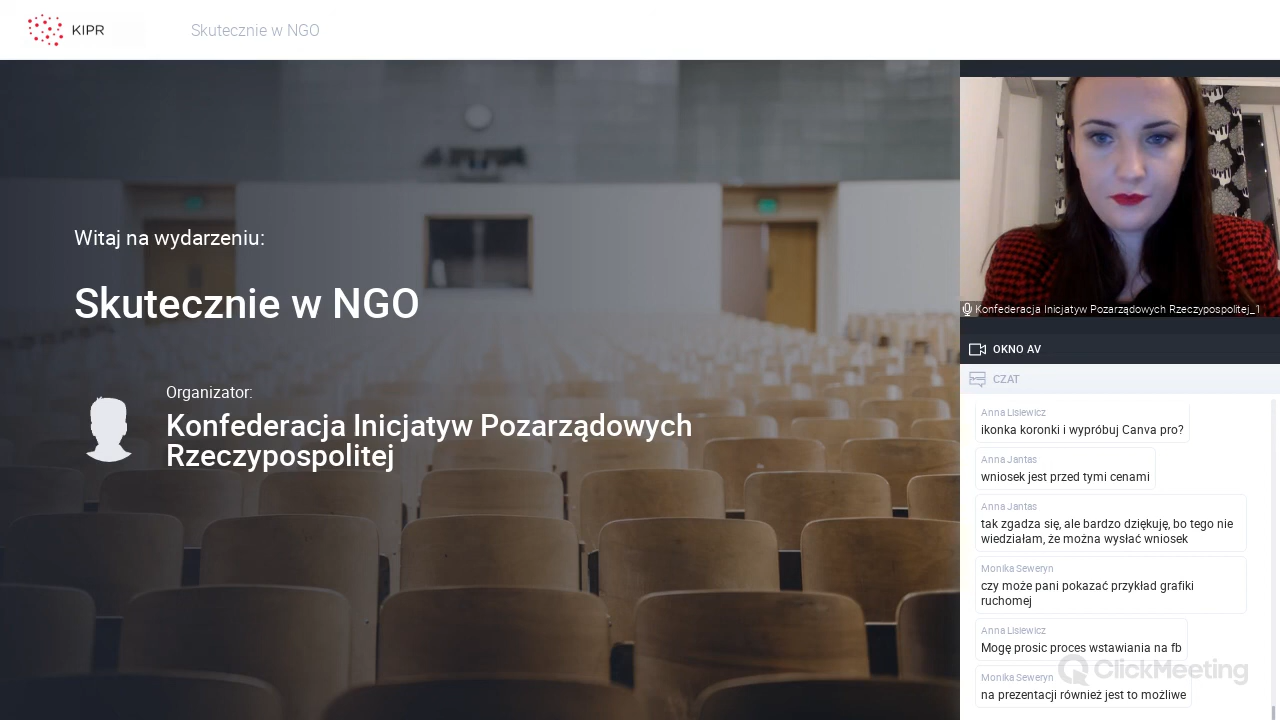 KIPR
Skutecznie w NGO
Witaj na wydarzeniu:
Skutecznie w NGO
Organizator:
Konfederacja Inicjatyw Pozarządowych
Rzeczypospolitej
Konfederacja Inicjatyw Pozarządowych Rzeczypospolitej_1
OKNO AV
CZAT
Anna Lisiewicz
ikonka koronki i wypróbuj Canva pro?
Anna Jantas
wniosek jest przed tymi cenami
Anna Jantas
tak zgadza się, ale bardzo dziękuję, bo tego nie
wiedziałam, że można wysłać wniosek
Monika Seweryn
czy może pani pokazać przykład grafiki
ruchomej
Anna Lisiewicz
Mogę prosic proces wstawiania na fb
Monika Seweryn
na prezentacji również jest to możliwe
ClickMeeting